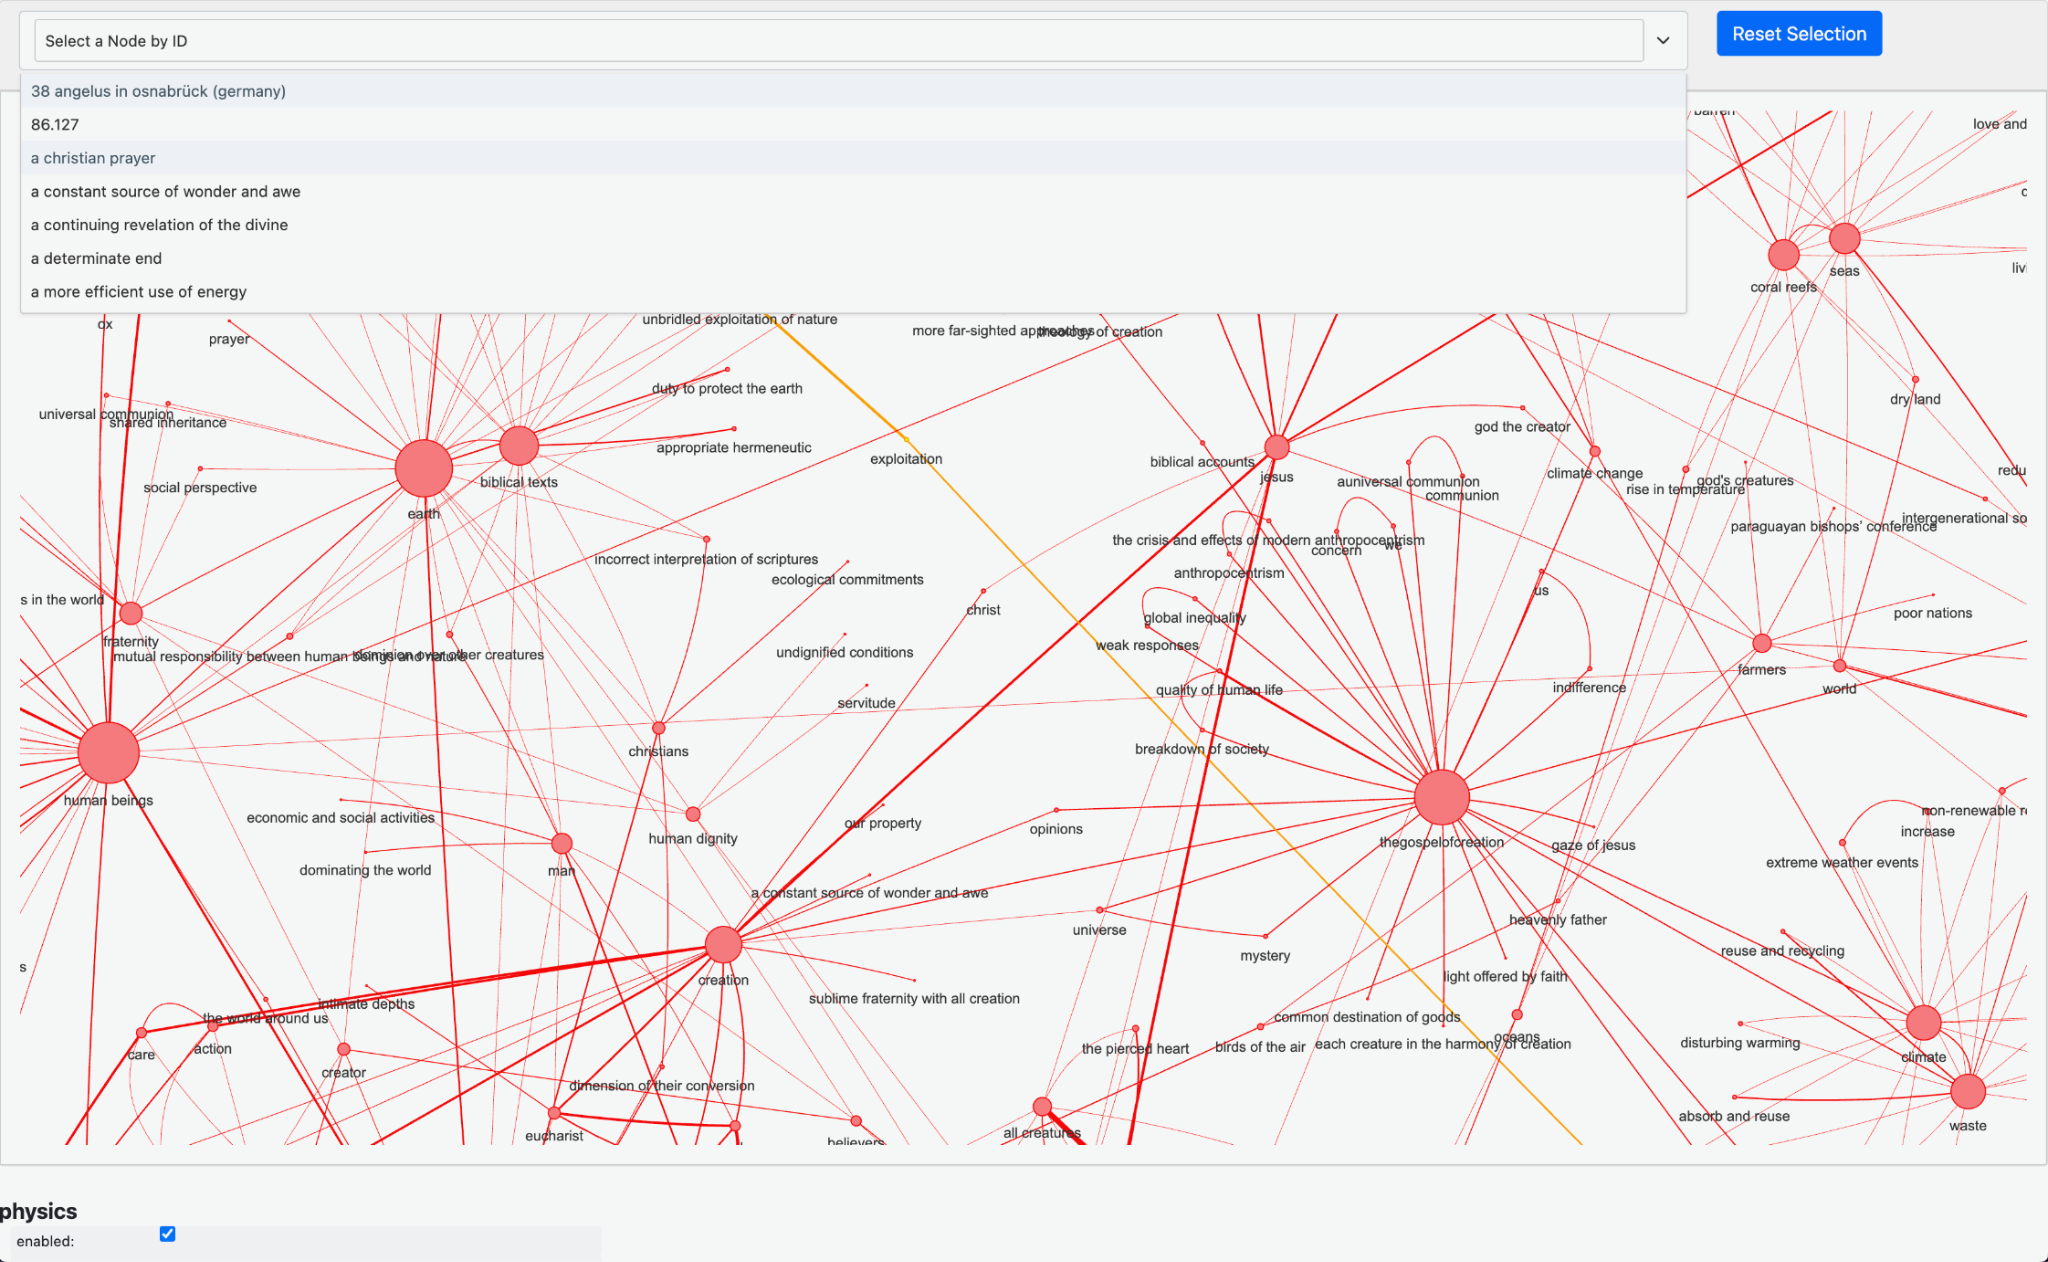 Select a Node by ID
Reset Selection
38 angelus in osnabrück (germany)
86.127
a christian prayer
a constant source of wonder and awe
a continuing revelation of the divine
a determinate end
a more efficient use of energy
barren
love and
seas
coral reefs
livi
ox
prayer
unbridled exploitation of nature
more far-sighted approaches
theology of creation
duty to protect the earth
dry land
universal communion
shared inheritance
god the creator
appropriate hermeneutic
exploitation
biblical accounts
jesus
climate change
redu
social perspective
biblical texts
auniversal communion
communion
rise in temperature
god's creatures
earth
intergenerational so
paraguayan bishops' conference
the crisis and effects of modern anthropocentrism
concern
we
incorrect interpretation of scriptures
anthropocentrism
ecological commitments
us
s in the world
christ
global inequality
poor nations
fraternity
weak responses
mutual responsibility between human beings and nature
dominion over other creatures
undignified conditions
farmers
quality of human life
indifference
world
servitude
christians
breakdown of society
human beings
economic and social activities
our property
opinions
non-renewable re
human dignity
thegospelofcreation
gaze of jesus
increase
dominating the world
man
extreme weather events
a constant source of wonder and awe
heavenly father
universe
mystery
reuse and recycling
s
creation
light offered by faith
sublime fraternity with all creation
intimate depths
the world around us
common destination of goods
oceans
care
action
the pierced heart
birds of the air
each creature in the harmony of creation
disturbing warming
climate
creator
dimension of their conversion
absorb and reuse
waste
eucharist
all creatures
believers
physics
enabled: